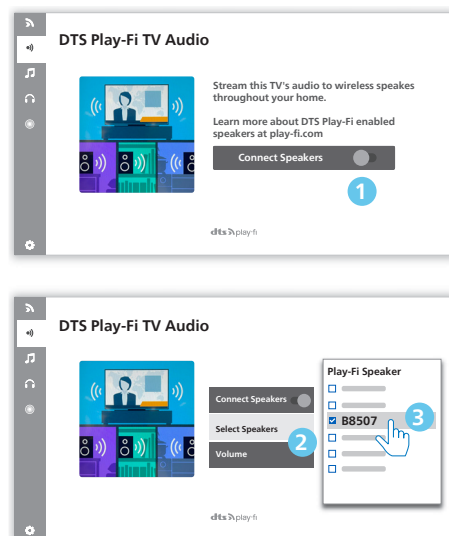 DTS Play-Fi TV Audio
Stream this TV's audio to wireless speakes
throughout your home.
Learn more about DTS Play-Fi enabled
speakers at play-fi.com
Connect Speakers
1
dts play-fi
DTS Play-Fi TV Audio
Connect Speakers
Select Speakers
2
Volume
Play-Fi Speaker
B8507
3
dts play-fi